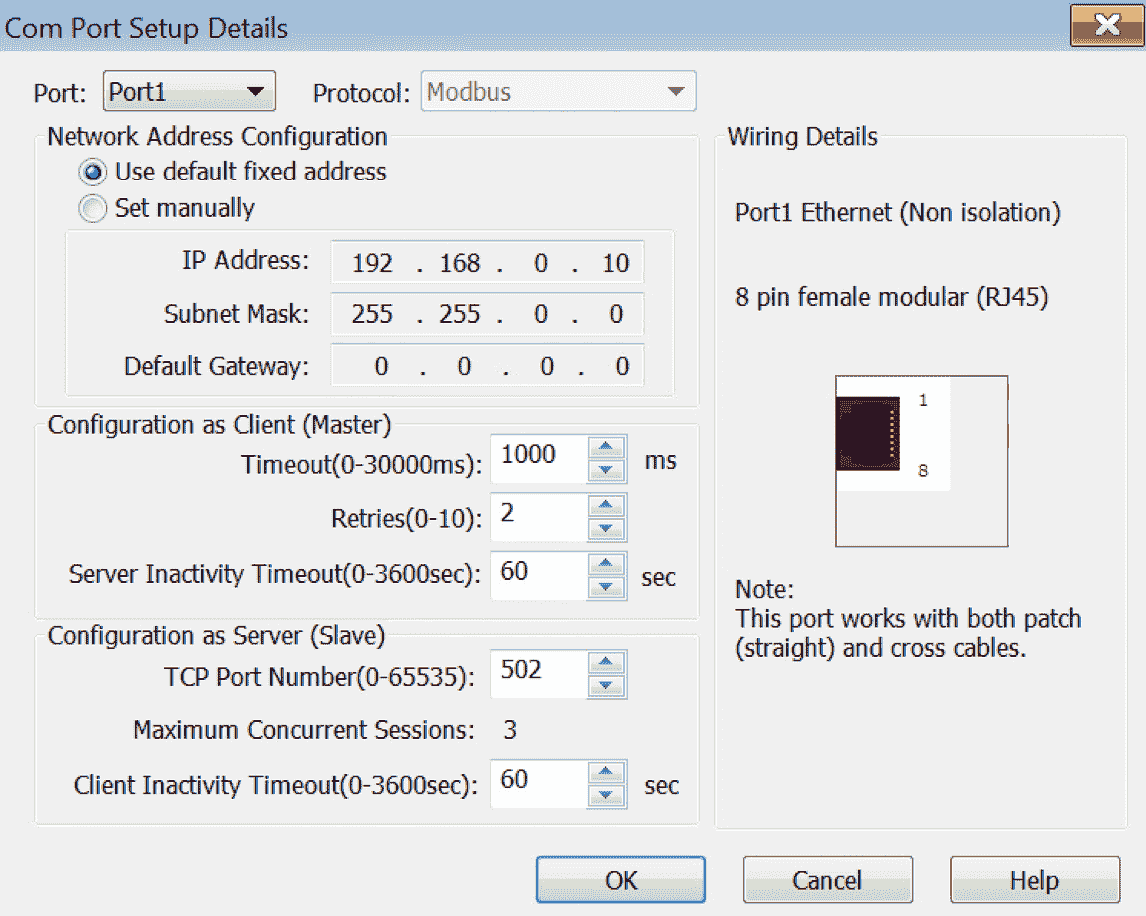 Com Port Setup Details
Port: Port1 Protocol: Modbus
Network Address Configuration
Use default fixed address
Set manually
IP Address: 192 . 168 . 0 . 10
Subnet Mask: 255 . 255 . 0 . 0
Default Gateway: 0 . 0 . 0 . 0
Configuration as Client (Master)
Timeout(0-30000ms): 1000 ms
Retries(0-10): 2
Server Inactivity Timeout(0-3600sec): 60 sec
Configuration as Server (Slave)
TCP Port Number(0-65535): 502
Maximum Concurrent Sessions: 3
Client Inactivity Timeout(0-3600sec): 60 sec
Wiring Details
Port1 Ethernet (Non isolation)
8 pin female modular (RJ45)
1
8
Note:
This port works with both patch
(straight) and cross cables.
OK Cancel Help